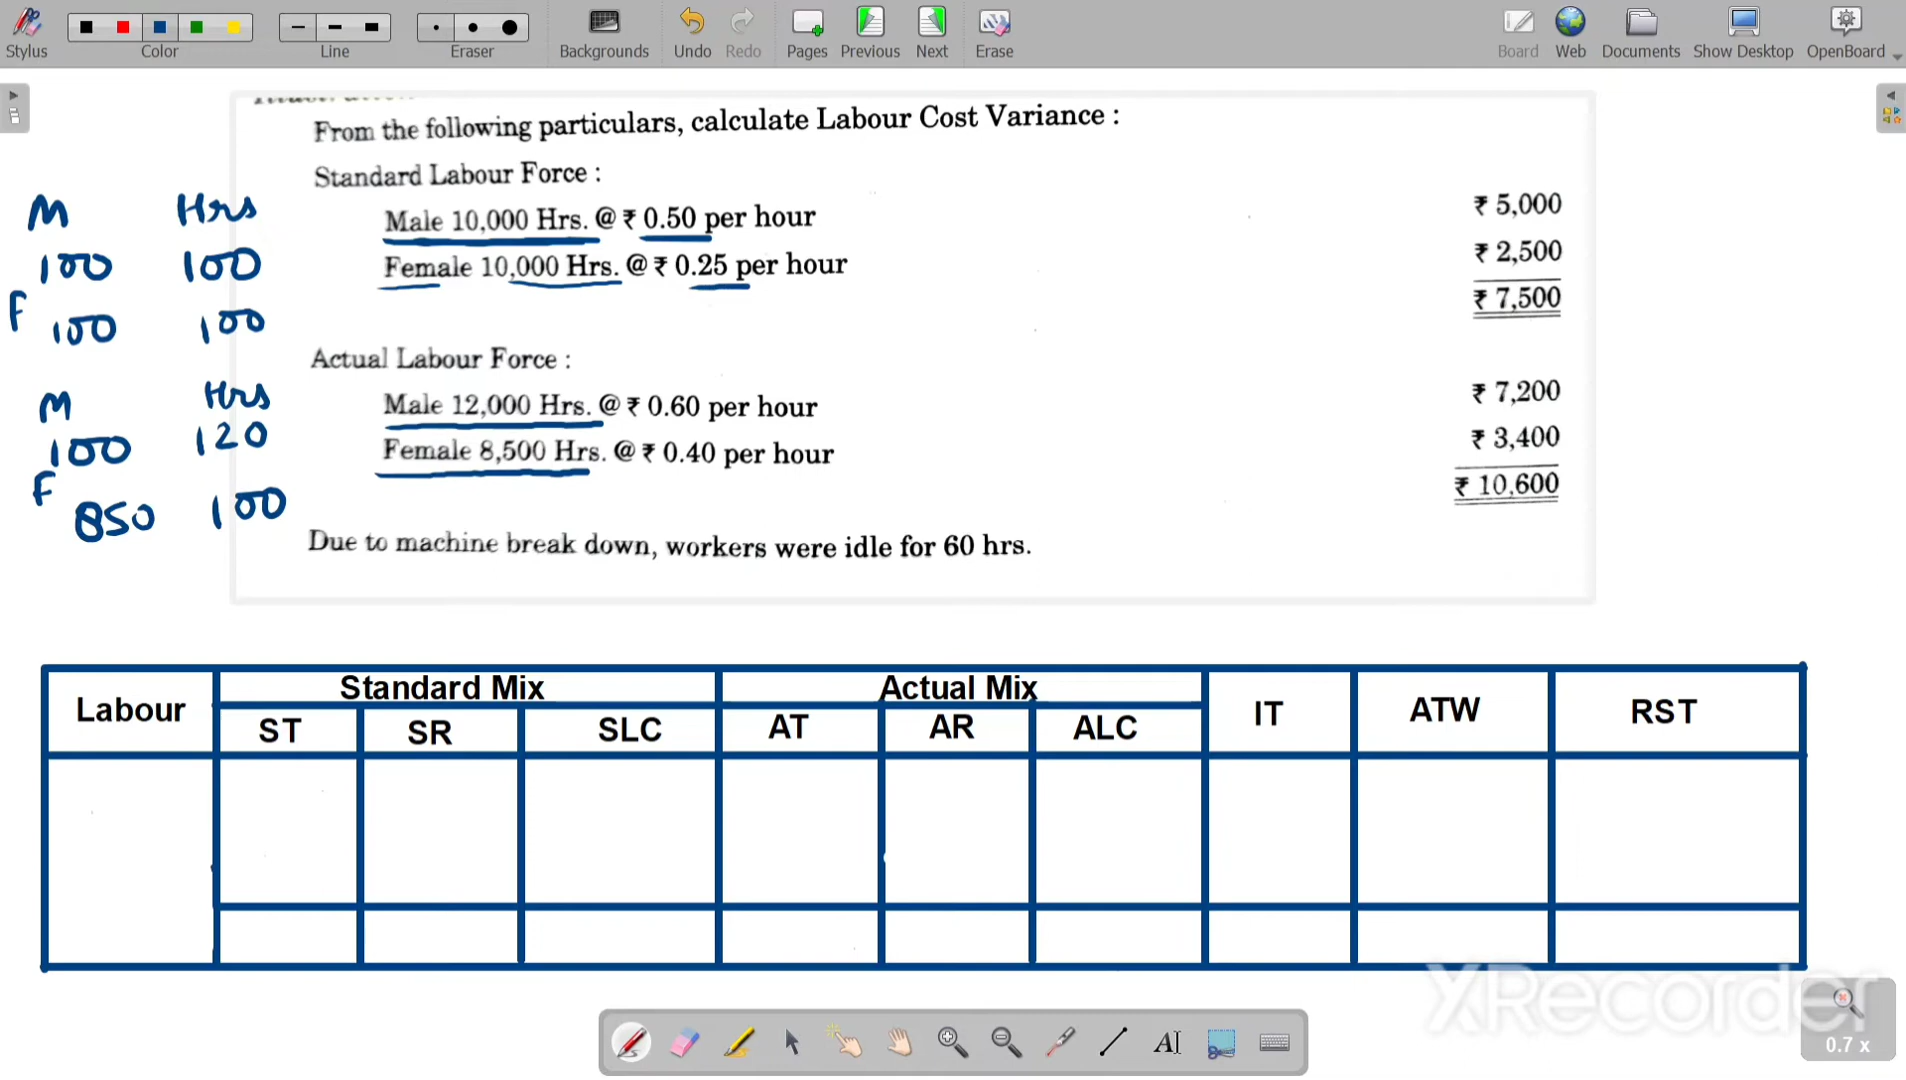 Stylus
Color
Line
Eraser
Backgrounds
Undo
Redo
Pages
Previous
Next
Erase
Board
Web
Documents
Show Desktop
OpenBoard
From the following particulars, calculate Labour Cost Variance :
Standard Labour Force :
Male 10,000 Hrs. @ ₹ 0.50 per hour ₹ 5,000
Female 10,000 Hrs. @ ₹ 0.25 per hour ₹ 2,500
₹ 7,500
Actual Labour Force :
Male 12,000 Hrs. @ ₹ 0.60 per hour ₹ 7,200
Female 8,500 Hrs. @ ₹ 0.40 per hour ₹ 3,400
₹ 10,600
Due to machine break down, workers were idle for 60 hrs.
M Hrs
100 100
F
100 100
M Hrs
100 120
F
850 100
Labour Standard Mix Actual Mix IT ATW RST
ST SR SLC AT AR ALC
XRecorder
0.7 x